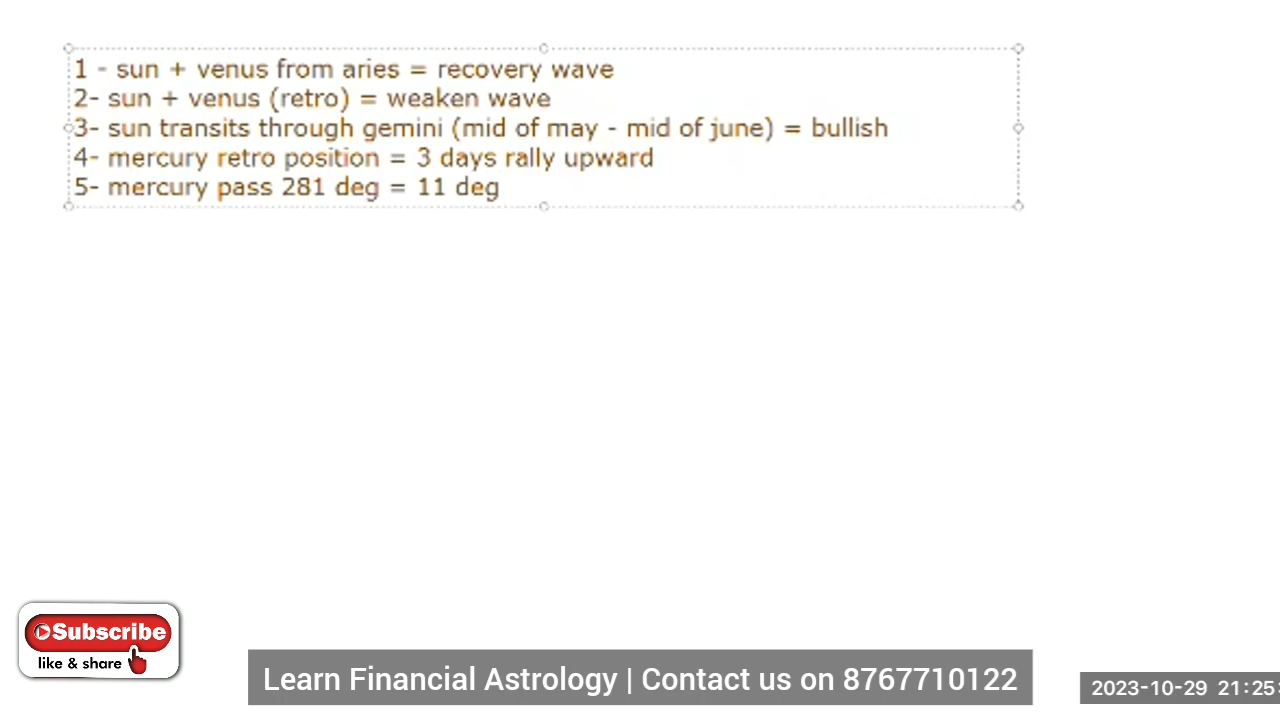 1 - sun + venus from aries = recovery wave
2- sun + venus (retro) = weaken wave
3- sun transits through gemini (mid of may - mid of june) = bullish
4- mercury retro position = 3 days rally upward
5- mercury pass 281 deg = 11 deg
Subscribe
like & share
Learn Financial Astrology | Contact us on 8767710122
2023-10-29 21:25: